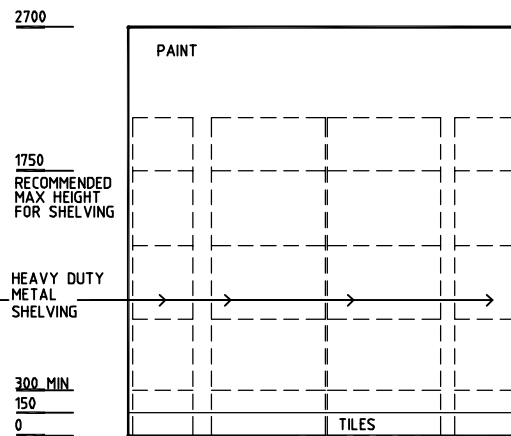 2700
PAINT
1750
RECOMMENDED
MAX HEIGHT
FOR SHELVING
HEAVY DUTY
METAL
SHELVING
300 MIN
150
0
TILES